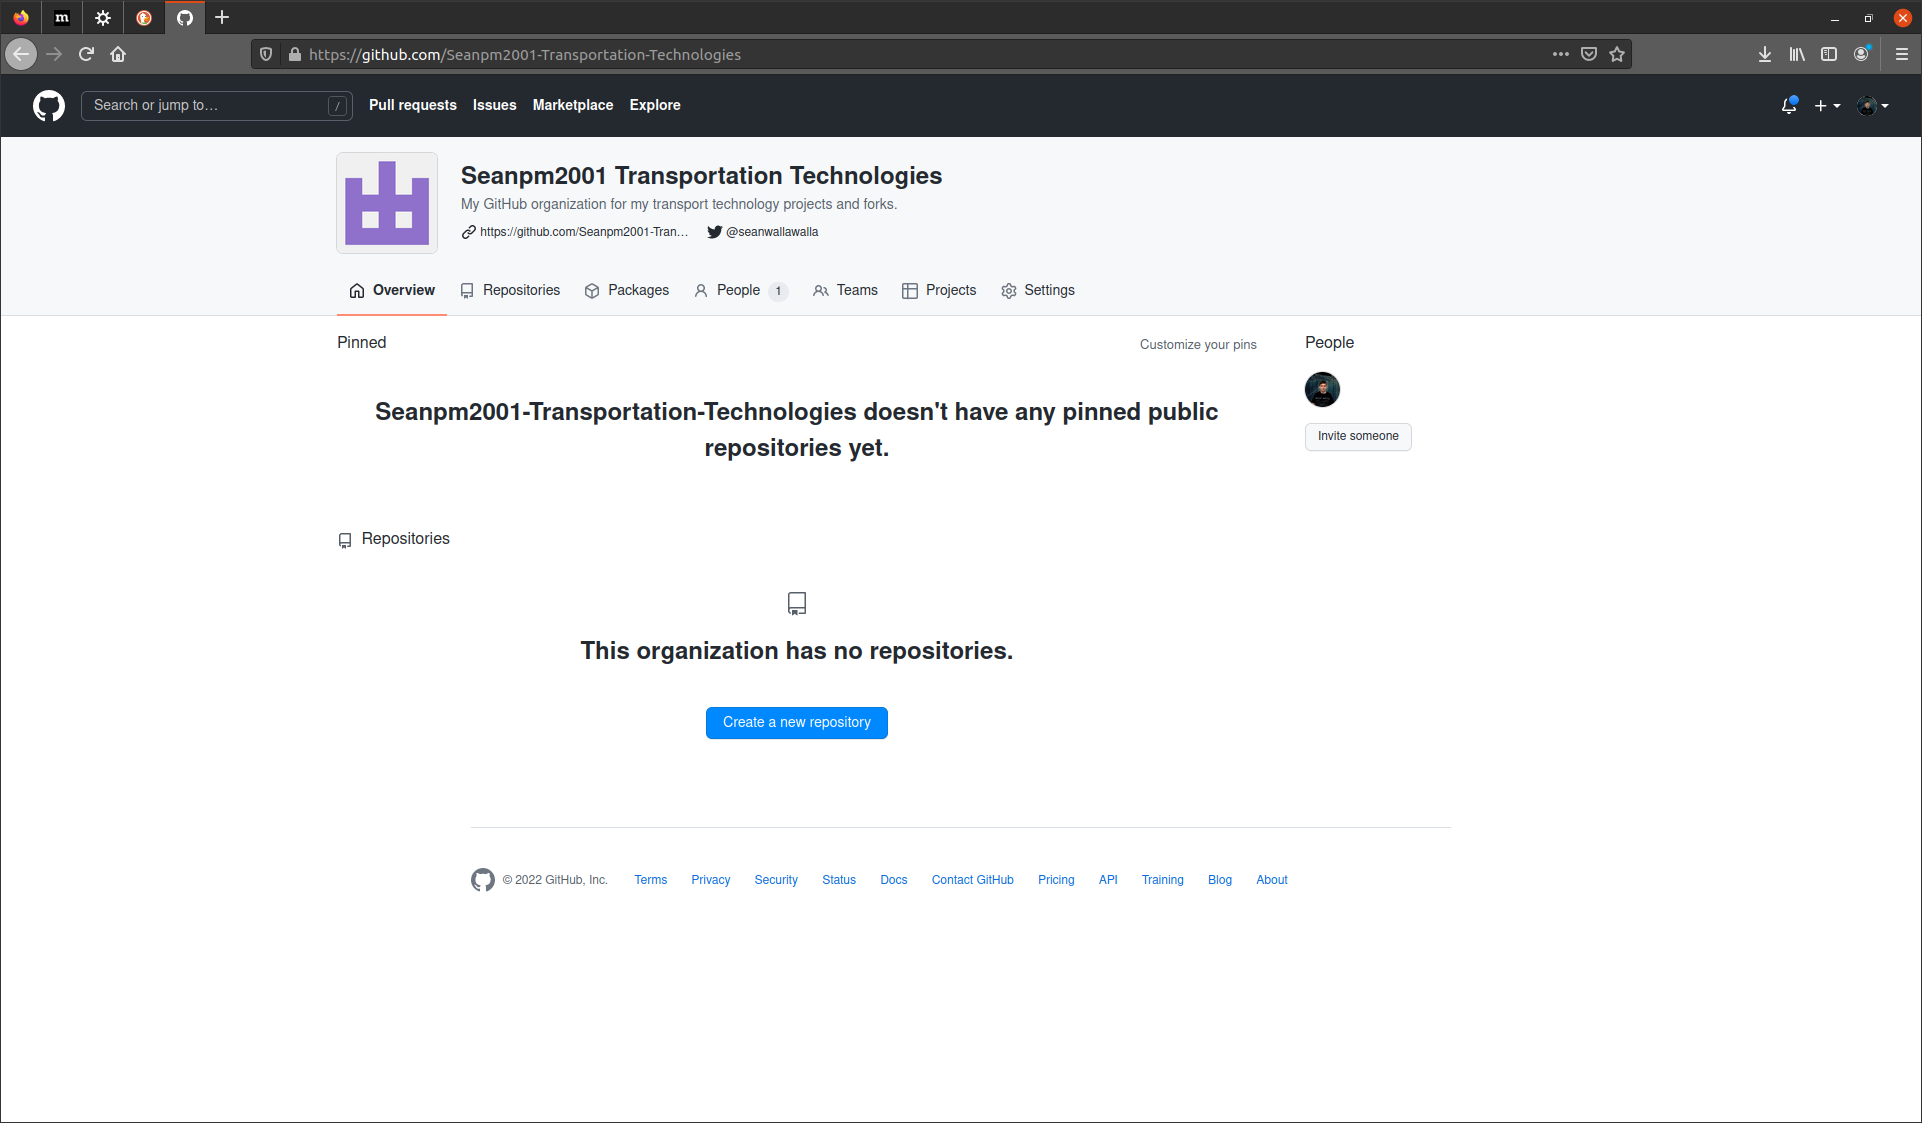 m
https://github.com/Seanpm2001-Transportation-Technologies
Search or jump to…
/
Pull requests
Issues
Marketplace
Explore
Seanpm2001 Transportation Technologies
My GitHub organization for my transport technology projects and forks.
https://github.com/Seanpm2001-Tran…
@seanwallawalla
Overview
Repositories
Packages
People 1
Teams
Projects
Settings
Pinned
Customize your pins
People
Seanpm2001-Transportation-Technologies doesn't have any pinned public
repositories yet.
Invite someone
Repositories
This organization has no repositories.
Create a new repository
© 2022 GitHub, Inc.
Terms
Privacy
Security
Status
Docs
Contact GitHub
Pricing
API
Training
Blog
About